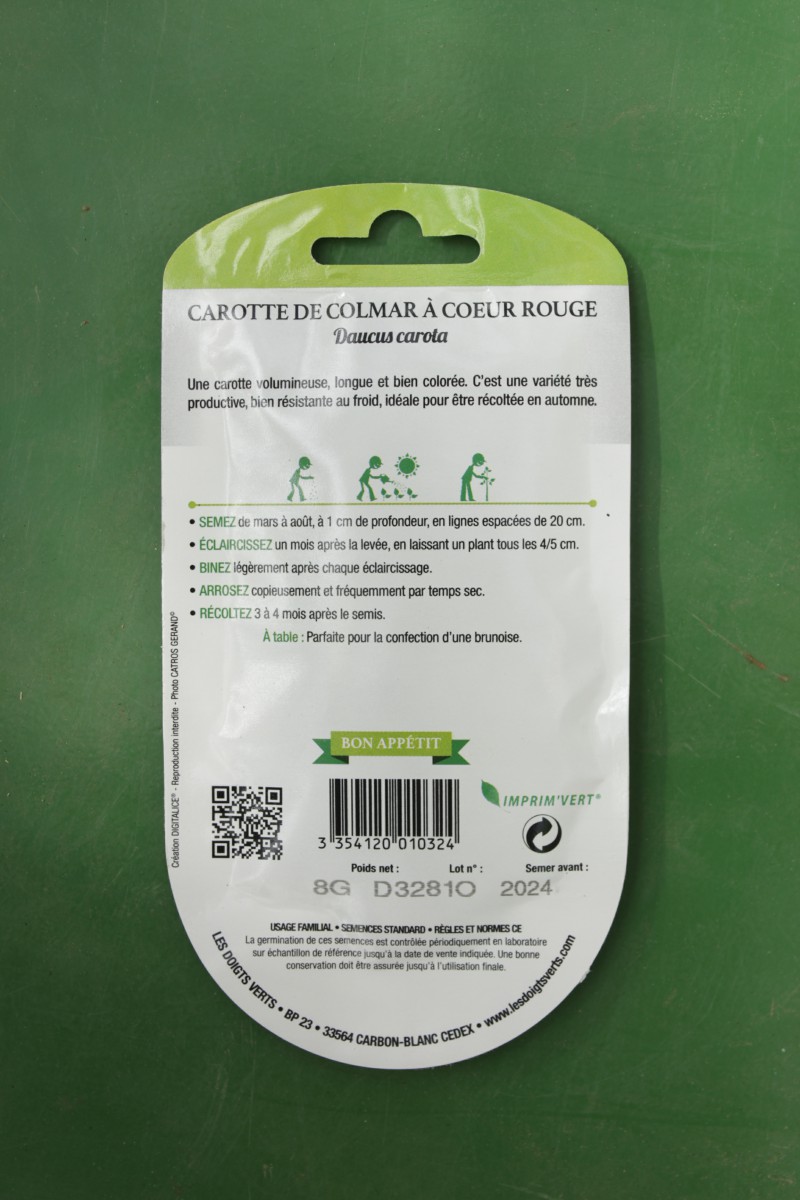 CAROTTE DE COLMAR À COEUR ROUGE
Daucus carota
Une carotte volumineuse, longue et bien colorée. C'est une variété très
productive, bien résistante au froid, idéale pour être récoltée en automne.
• SEMEZ de mars à août, à 1 cm de profondeur, en lignes espacées de 20 cm.
• ÉCLAIRCISSEZ un mois après la levée, en laissant un plant tous les 4/5 cm.
• BINEZ légèrement après chaque éclaircissage.
• ARROSEZ copieusement et fréquemment par temps sec.
• RÉCOLTEZ 3 à 4 mois après le semis.
À table : Parfaite pour la confection d'une brunoise.
Création DIGITALICE® - Reproduction interdite - Photo CATROS GERAND®
BON APPÉTIT
IMPRIM'VERT®
3 354120 010324
Poids net : Lot n° : Semer avant :
8G D3281O 2024
USAGE FAMILIAL • SEMENCES STANDARD • RÈGLES ET NORMES CE
La germination de ces semences est contrôlée périodiquement en laboratoire
sur échantillon de référence jusqu'à la date de vente indiquée. Une bonne
conservation doit être assurée jusqu'à l'utilisation finale.
LES DOIGTS VERTS • BP 23 • 33564 CARBON-BLANC CEDEX • www.lesdoigtsverts.com